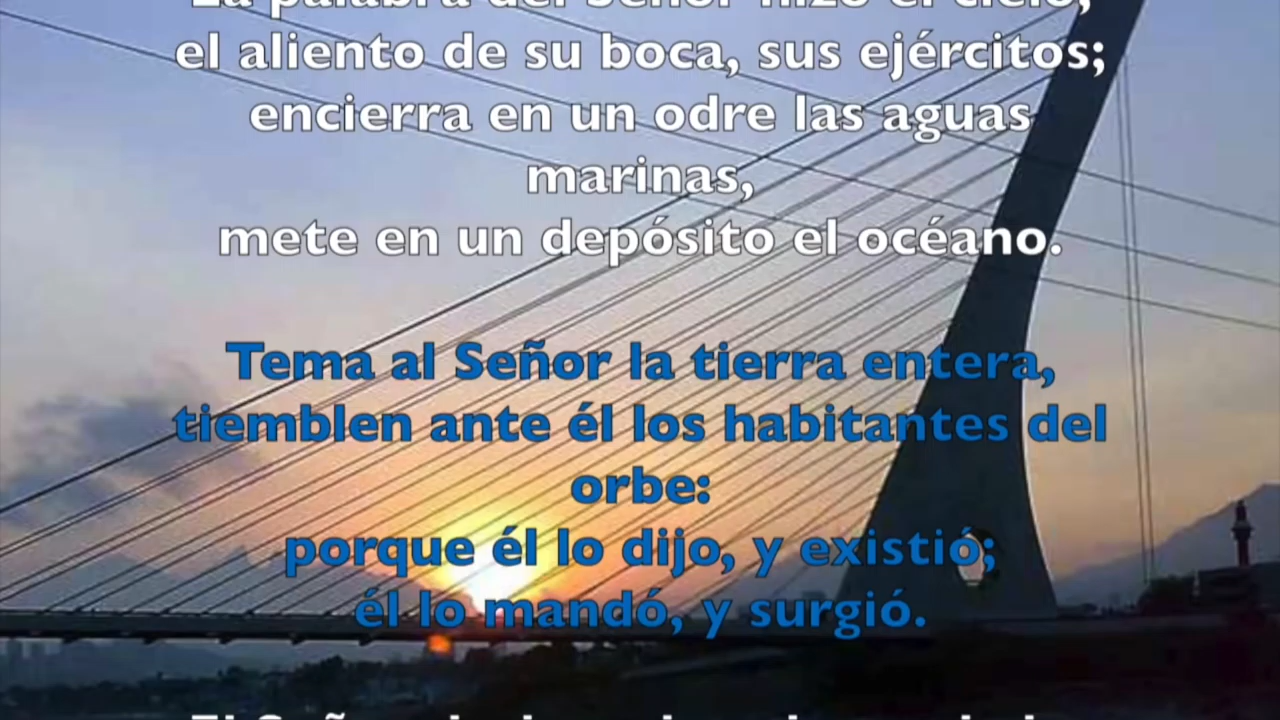 La palabra del Señor hizo el cielo,
el aliento de su boca, sus ejércitos;
encierra en un odre las aguas
marinas,
mete en un depósito el océano.
Tema al Señor la tierra entera,
tiemblen ante él los habitantes del
orbe:
porque él lo dijo, y existió;
él lo mandó, y surgió.
El Señor